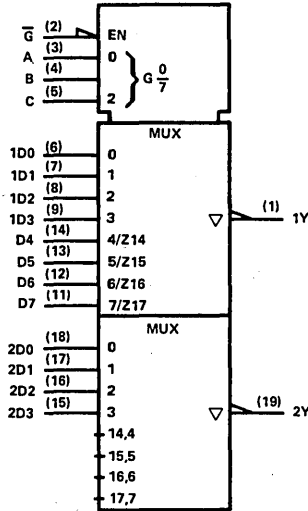 G (2) EN
A (3) 0
B (4) G 0/7
C (5) 2
MUX
1D0 (6) 0
1D1 (7) 1
1D2 (8) 2
1D3 (9) 3 ▽ (1) 1Y
D4 (14) 4/Z14
D5 (13) 5/Z15
D6 (12) 6/Z16
D7 (11) 7/Z17
MUX
2D0 (18) 0
2D1 (17) 1
2D2 (16) 2
2D3 (15) 3 ▽ (19) 2Y
14,4
15,5
16,6
17,7